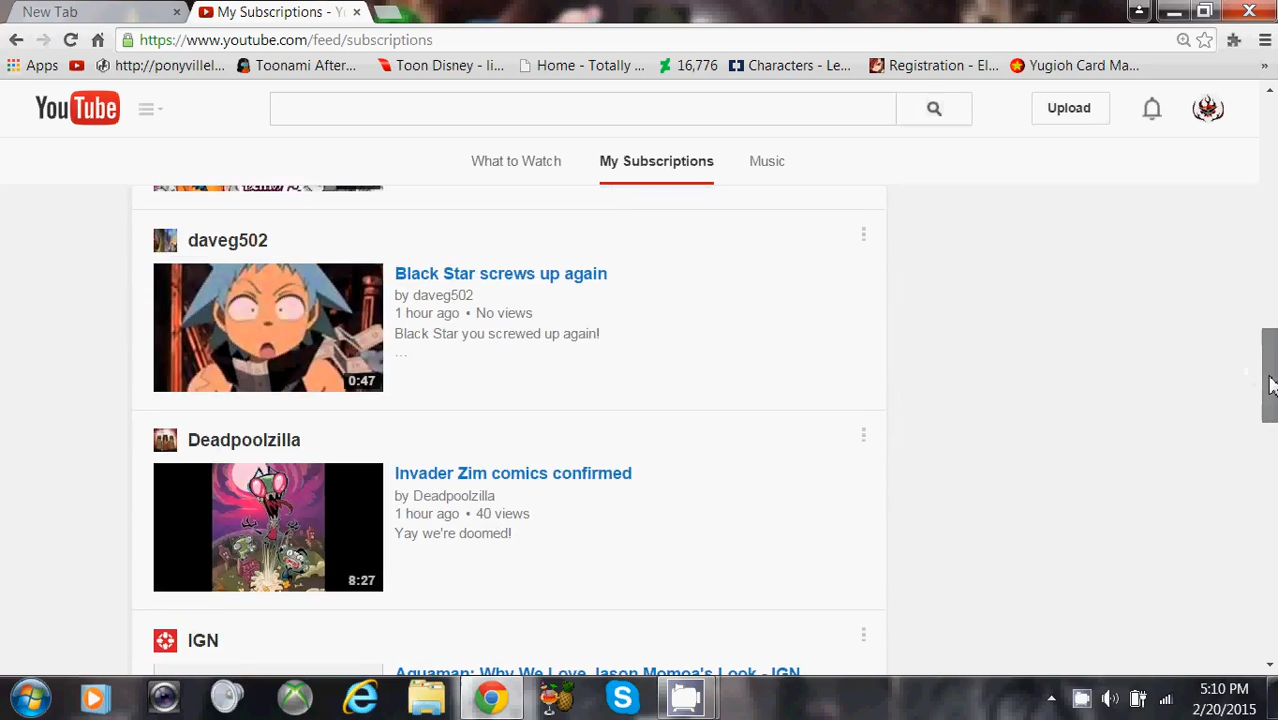 New Tab
My Subscriptions - Yo
https://www.youtube.com/feed/subscriptions
Apps
http://ponyvillel...
Toonami After...
Toon Disney - li...
Home - Totally ...
16,776
Characters - Le...
Registration - El...
Yugioh Card Ma...
»
YouTube
Upload
What to Watch
My Subscriptions
Music
daveg502
Black Star screws up again
by daveg502
1 hour ago • No views
Black Star you screwed up again!
...
0:47
Deadpoolzilla
Invader Zim comics confirmed
by Deadpoolzilla
1 hour ago • 40 views
Yay we're doomed!
8:27
IGN
Aquaman: Why We Love Jason Momoa's Look - IGN
5:10 PM
2/20/2015